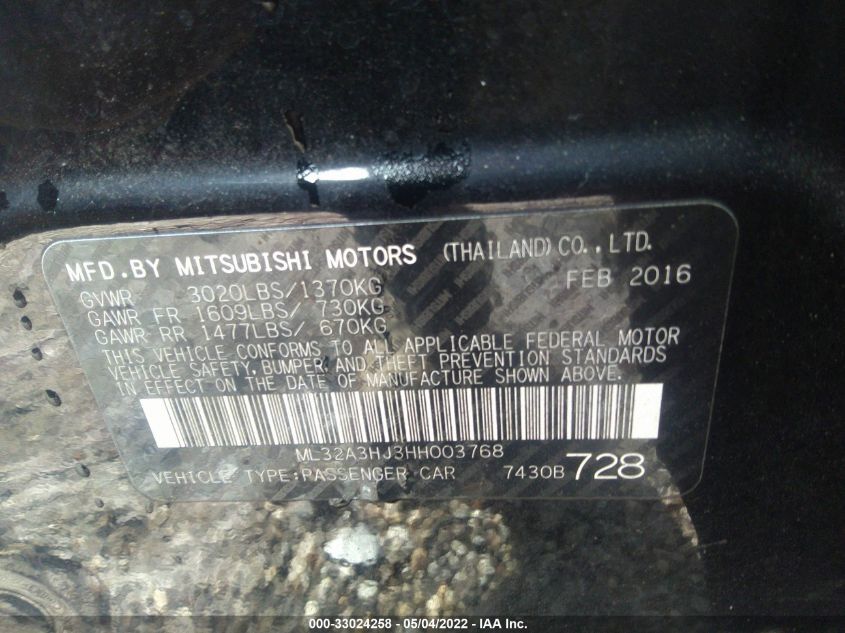 MFD.BY MITSUBISHI MOTORS (THAILAND) CO., LTD.
GVWR 3020LBS/1370KG FEB 2016
GAWR FR 1609LBS/ 730KG
GAWR RR 1477LBS/ 670KG
THIS VEHICLE CONFORMS TO ALL APPLICABLE FEDERAL MOTOR
VEHICLE SAFETY, BUMPER, AND THEFT PREVENTION STANDARDS
IN EFFECT ON THE DATE OF MANUFACTURE SHOWN ABOVE.
ML32A3HJ3HH003768
VEHICLE TYPE:PASSENGER CAR 7430B 728
000-33024258 - 05/04/2022 - IAA Inc.